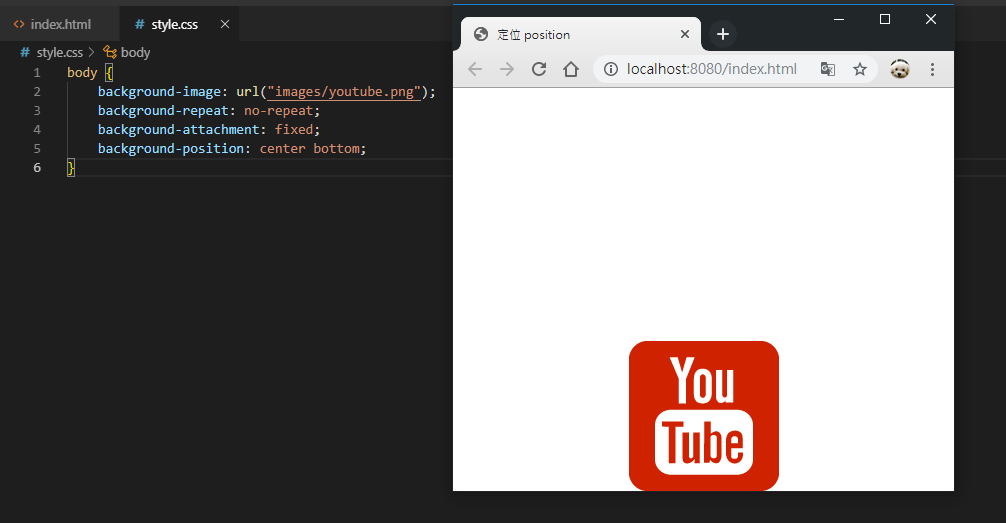 index.html
style.css
style.css > body
1 body {
2 background-image: url("images/youtube.png");
3 background-repeat: no-repeat;
4 background-attachment: fixed;
5 background-position: center bottom;
6 }
定位 position
localhost:8080/index.html
You
Tube